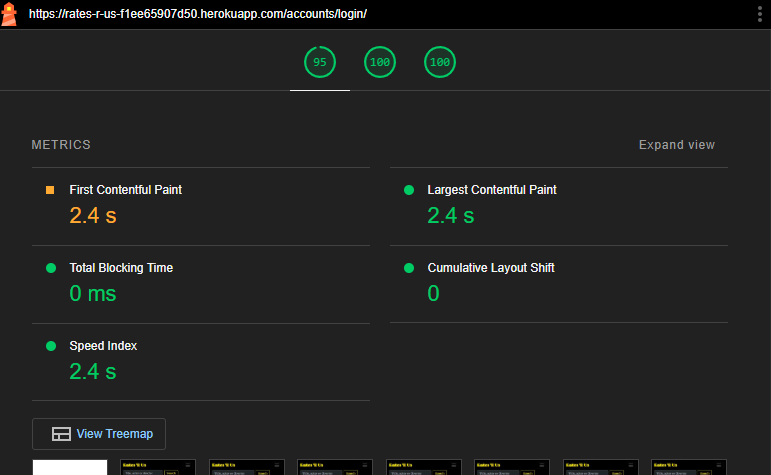 https://rates-r-us-f1ee65907d50.herokuapp.com/accounts/login/
95 100 100
METRICS Expand view
First Contentful Paint
2.4 s
Largest Contentful Paint
2.4 s
Total Blocking Time
0 ms
Cumulative Layout Shift
0
Speed Index
2.4 s
View Treemap